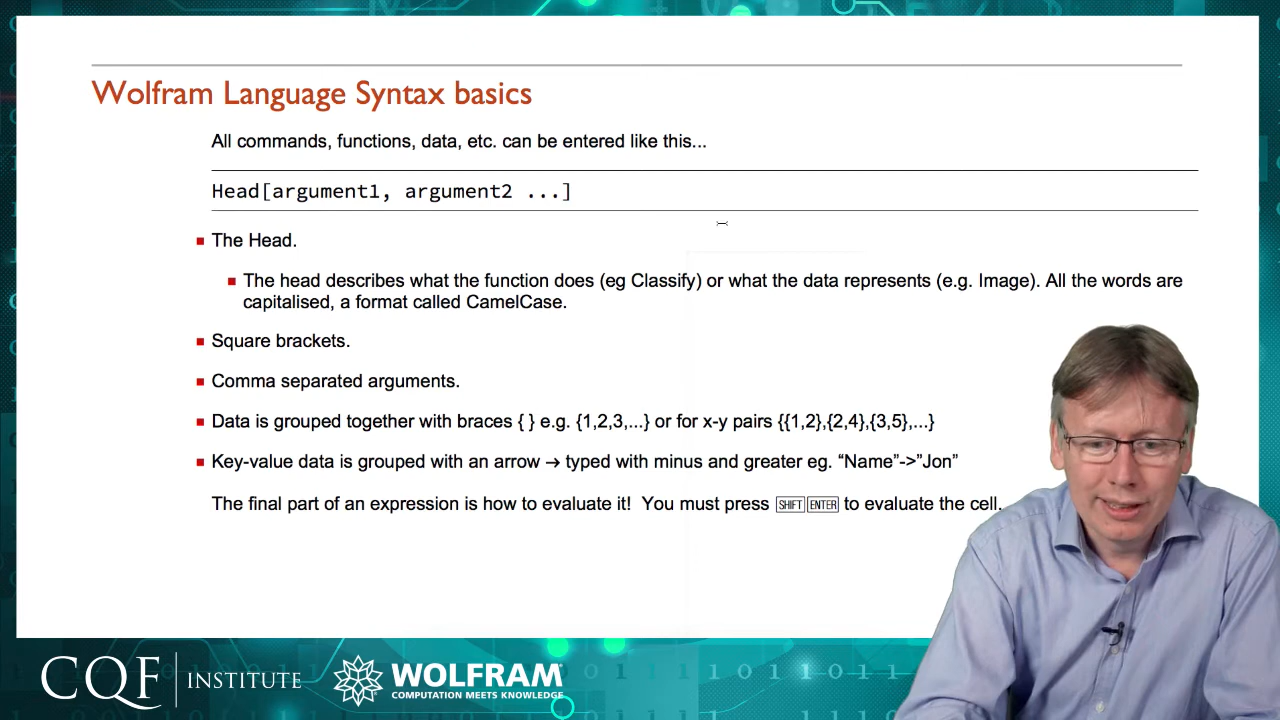 Wolfram Language Syntax basics
All commands, functions, data, etc. can be entered like this...
Head[argument1, argument2 ...]
The Head.
The head describes what the function does (eg Classify) or what the data represents (e.g. Image). All the words are
capitalised, a format called CamelCase.
Square brackets.
Comma separated arguments.
Data is grouped together with braces { } e.g. {1,2,3,...} or for x-y pairs {{1,2},{2,4},{3,5},...}
Key-value data is grouped with an arrow → typed with minus and greater eg. “Name”->”Jon”
The final part of an expression is how to evaluate it! You must press SHIFT ENTER to evaluate the cell.
CQF INSTITUTE
WOLFRAM
COMPUTATION MEETS KNOWLEDGE